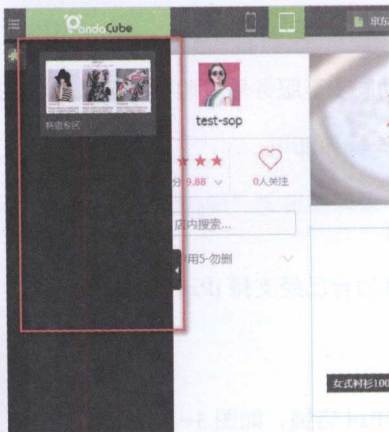 PandaCube
京东
特价专区
test-sop
分9.88
0人关注
店内搜索...
用5-勿删
女式衬衫100